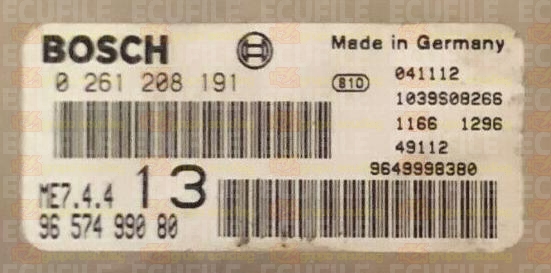 BOSCH
Made in Germany
0 261 208 191
810
041112
1039S08266
1166 1296
49112
9649998380
ME7.4.4 13
96 574 990 80